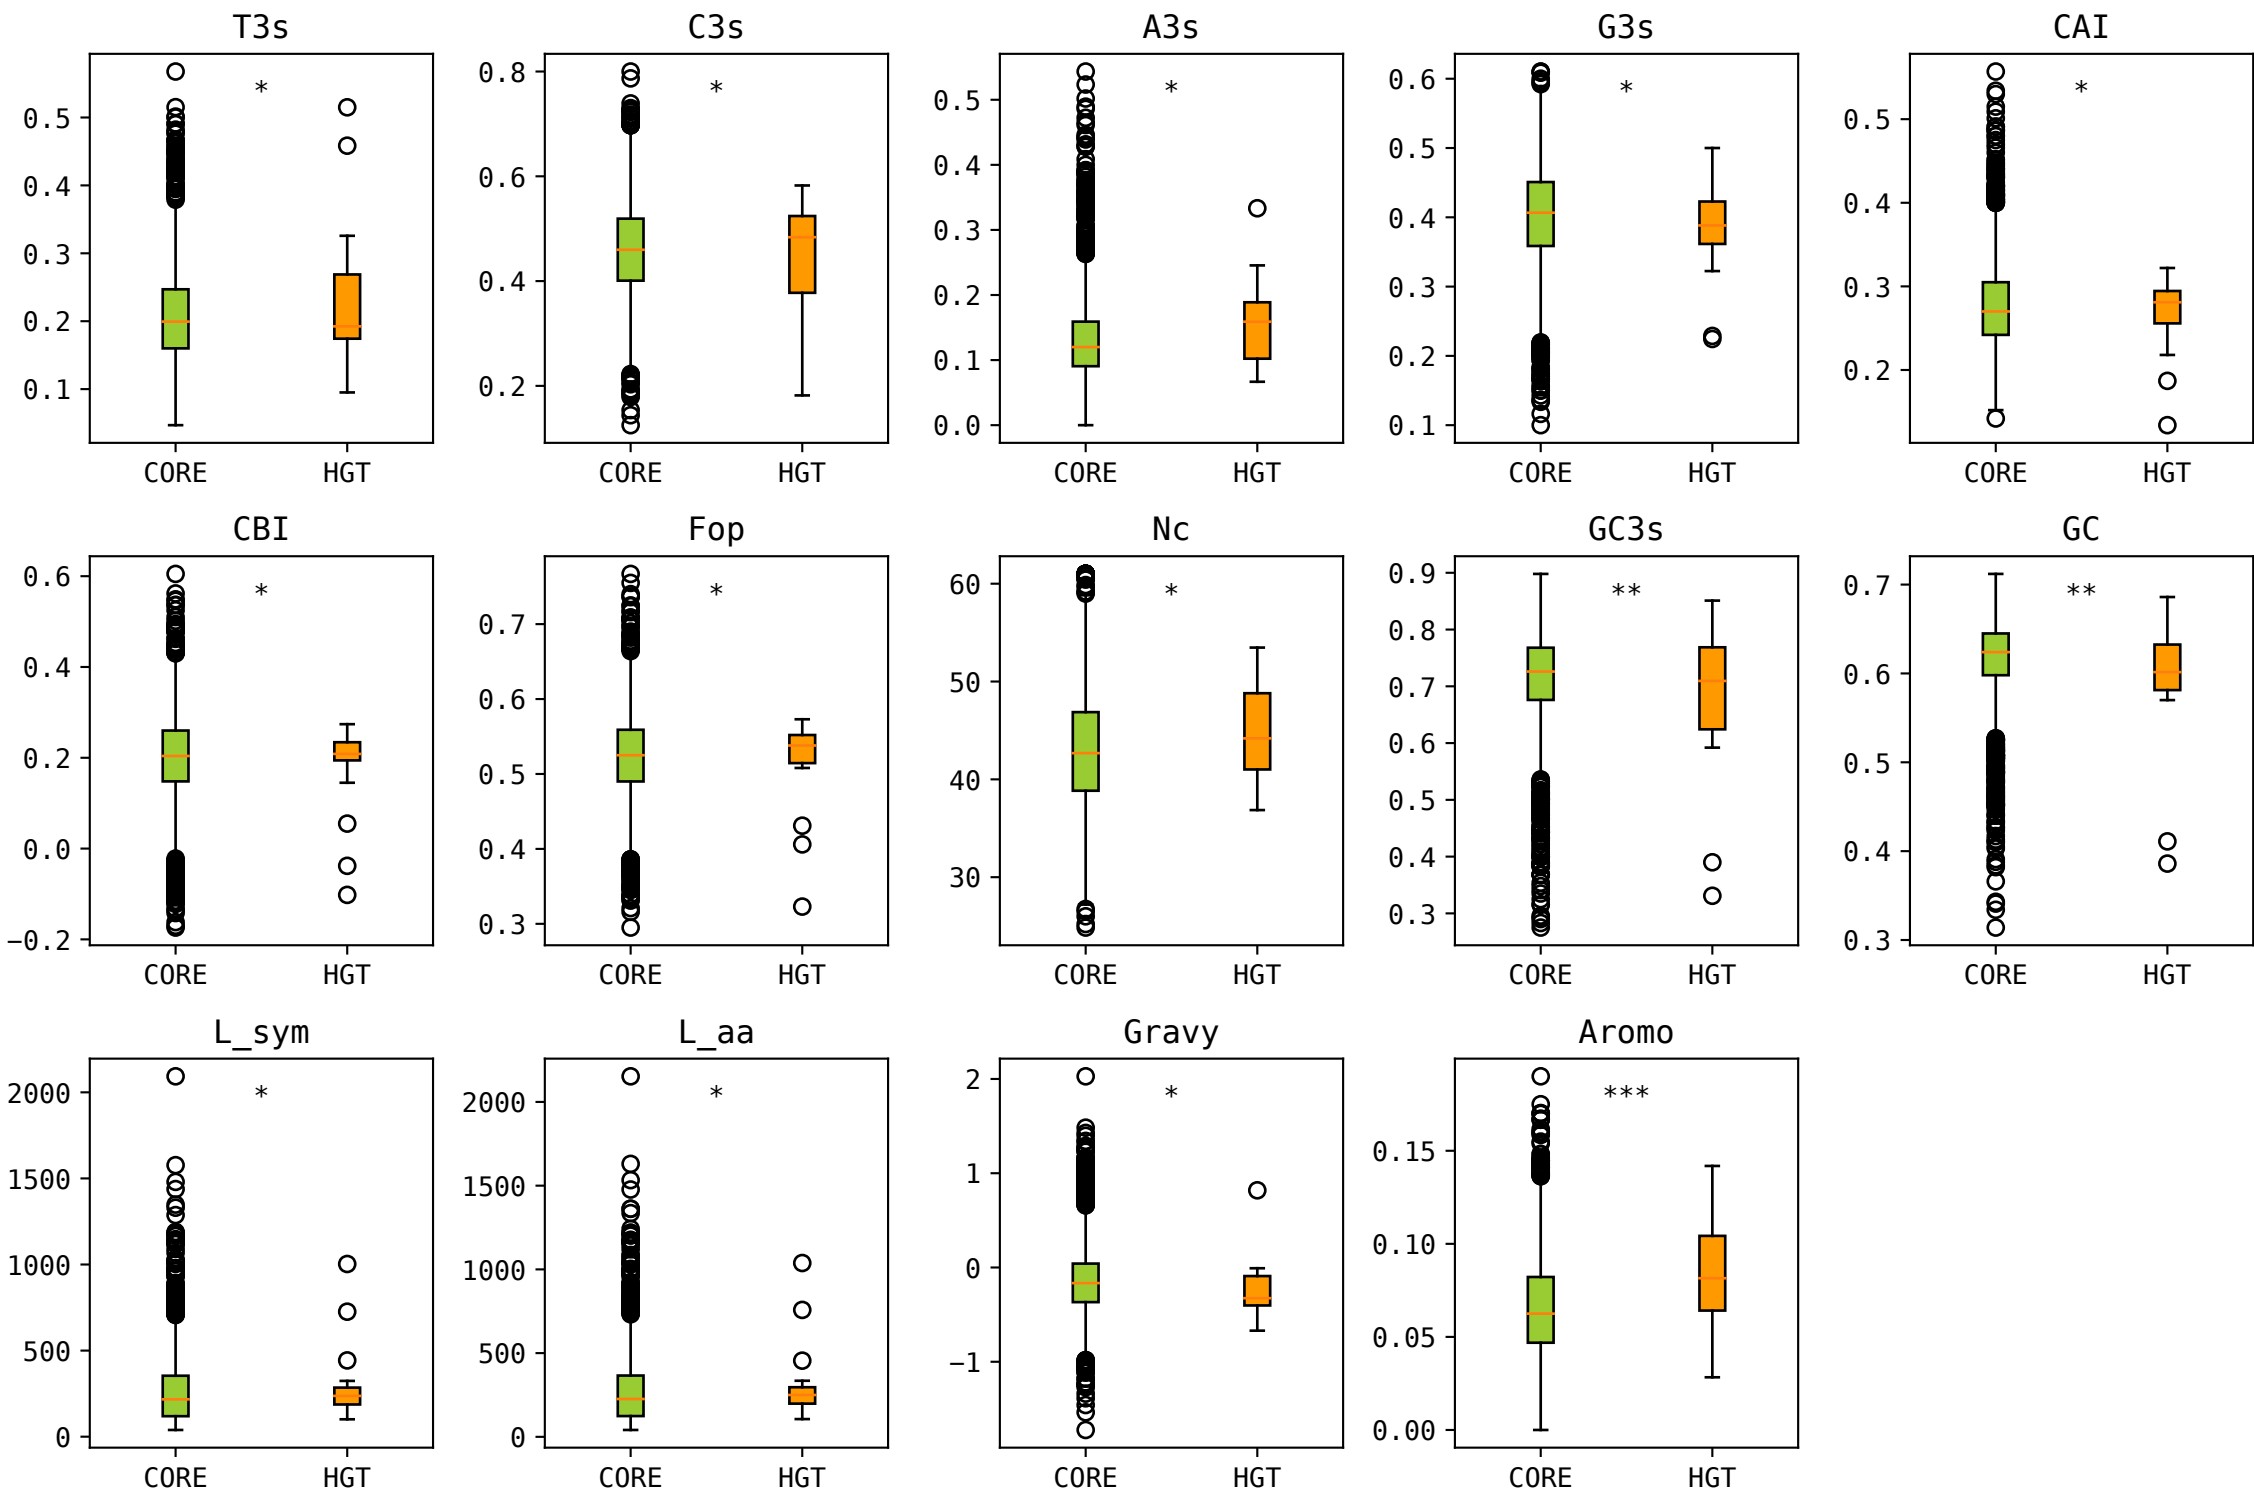 T3s C3s A3s G3s CAI
* * * * *
0.5 0.4 0.3 0.2 0.1
0.8 0.6 0.4 0.2
0.5 0.4 0.3 0.2 0.1 0.0
0.6 0.5 0.4 0.3 0.2 0.1
0.5 0.4 0.3 0.2
CORE HGT CORE HGT CORE HGT CORE HGT CORE HGT
CBI Fop Nc GC3s GC
* * * ** **
0.6 0.4 0.2 0.0 −0.2
0.7 0.6 0.5 0.4 0.3
60 50 40 30
0.9 0.8 0.7 0.6 0.5 0.4 0.3
0.7 0.6 0.5 0.4 0.3
CORE HGT CORE HGT CORE HGT CORE HGT CORE HGT
L_sym L_aa Gravy Aromo
* * * ***
2000 1500 1000 500 0
2000 1500 1000 500 0
2 1 0 −1
0.15 0.10 0.05 0.00
CORE HGT CORE HGT CORE HGT CORE HGT